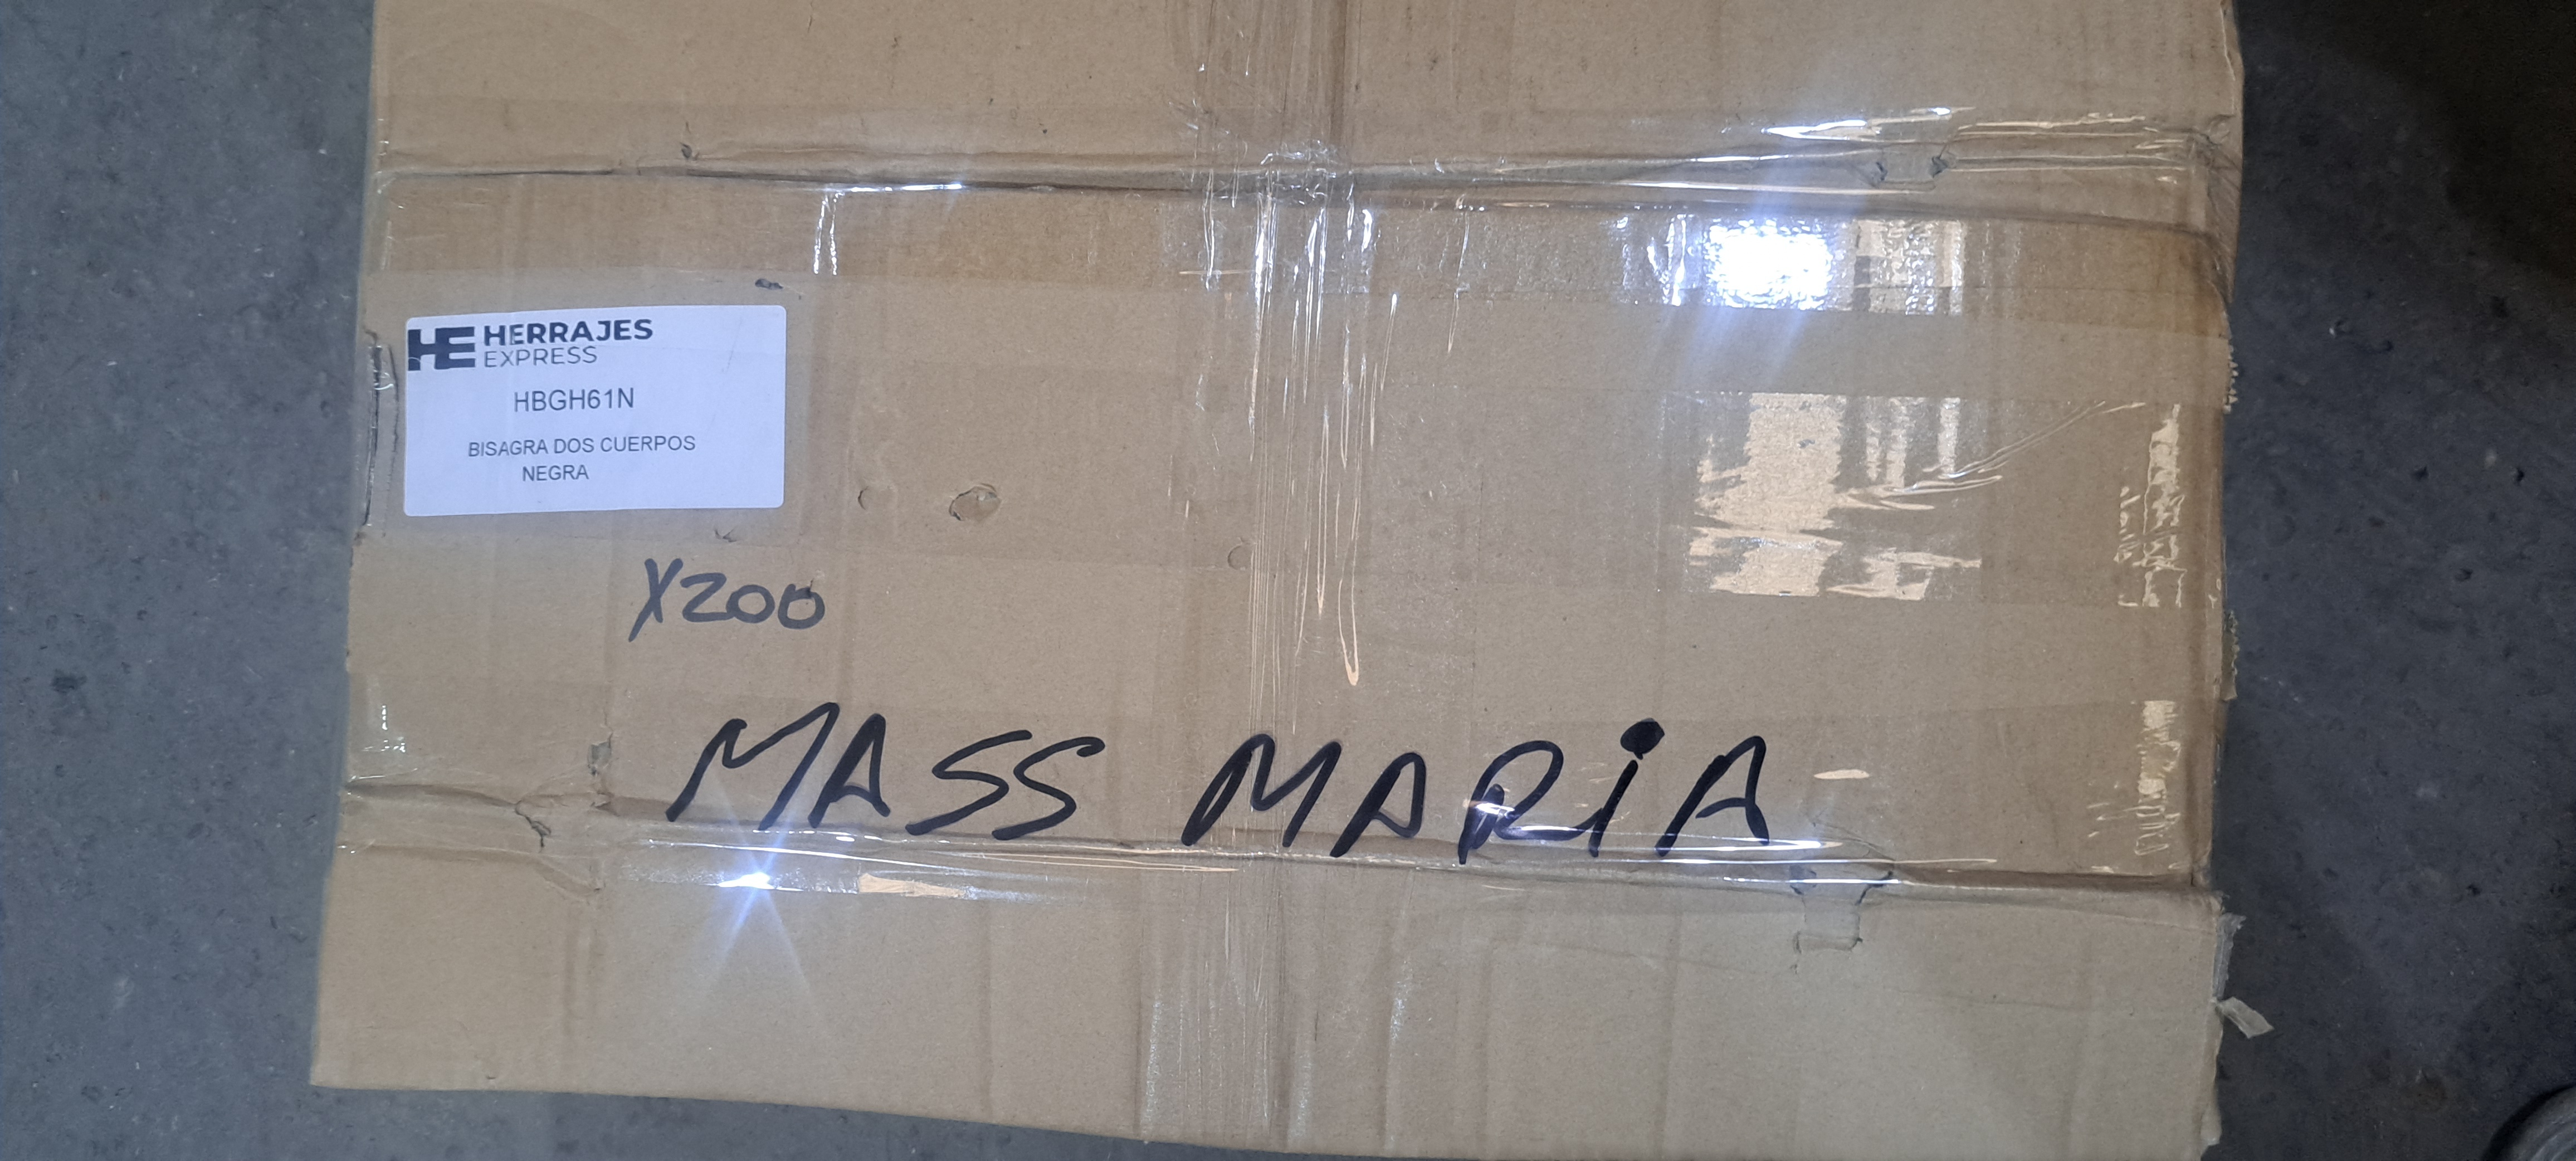 HE HERRAJES
EXPRESS
HBGH61N
BISAGRA DOS CUERPOS
NEGRA
X200
MASS MARiA